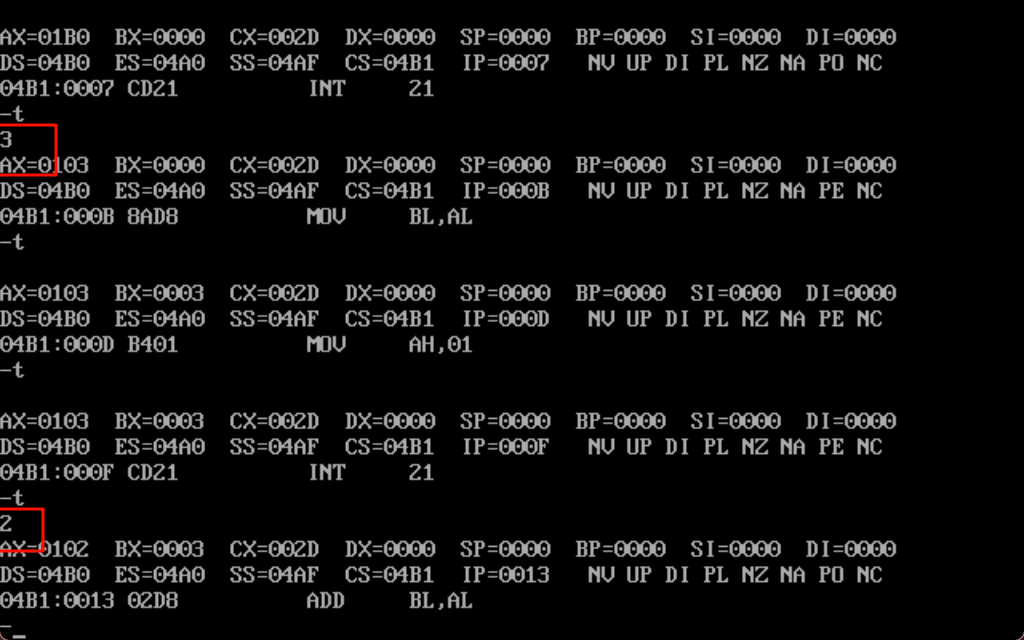 AX=01B0 BX=0000 CX=002D DX=0000 SP=0000 BP=0000 SI=0000 DI=0000
DS=04B0 ES=04A0 SS=04AF CS=04B1 IP=0007 NV UP DI PL NZ NA PO NC
04B1:0007 CD21 INT 21
-t
3
AX=0103 BX=0000 CX=002D DX=0000 SP=0000 BP=0000 SI=0000 DI=0000
DS=04B0 ES=04A0 SS=04AF CS=04B1 IP=000B NV UP DI PL NZ NA PE NC
04B1:000B 8AD8 MOV BL,AL
-t
AX=0103 BX=0003 CX=002D DX=0000 SP=0000 BP=0000 SI=0000 DI=0000
DS=04B0 ES=04A0 SS=04AF CS=04B1 IP=000D NV UP DI PL NZ NA PE NC
04B1:000D B401 MOV AH,01
-t
AX=0103 BX=0003 CX=002D DX=0000 SP=0000 BP=0000 SI=0000 DI=0000
DS=04B0 ES=04A0 SS=04AF CS=04B1 IP=000F NV UP DI PL NZ NA PE NC
04B1:000F CD21 INT 21
-t
2
AX=0102 BX=0003 CX=002D DX=0000 SP=0000 BP=0000 SI=0000 DI=0000
DS=04B0 ES=04A0 SS=04AF CS=04B1 IP=0013 NV UP DI PL NZ NA PO NC
04B1:0013 02D8 ADD BL,AL
-_